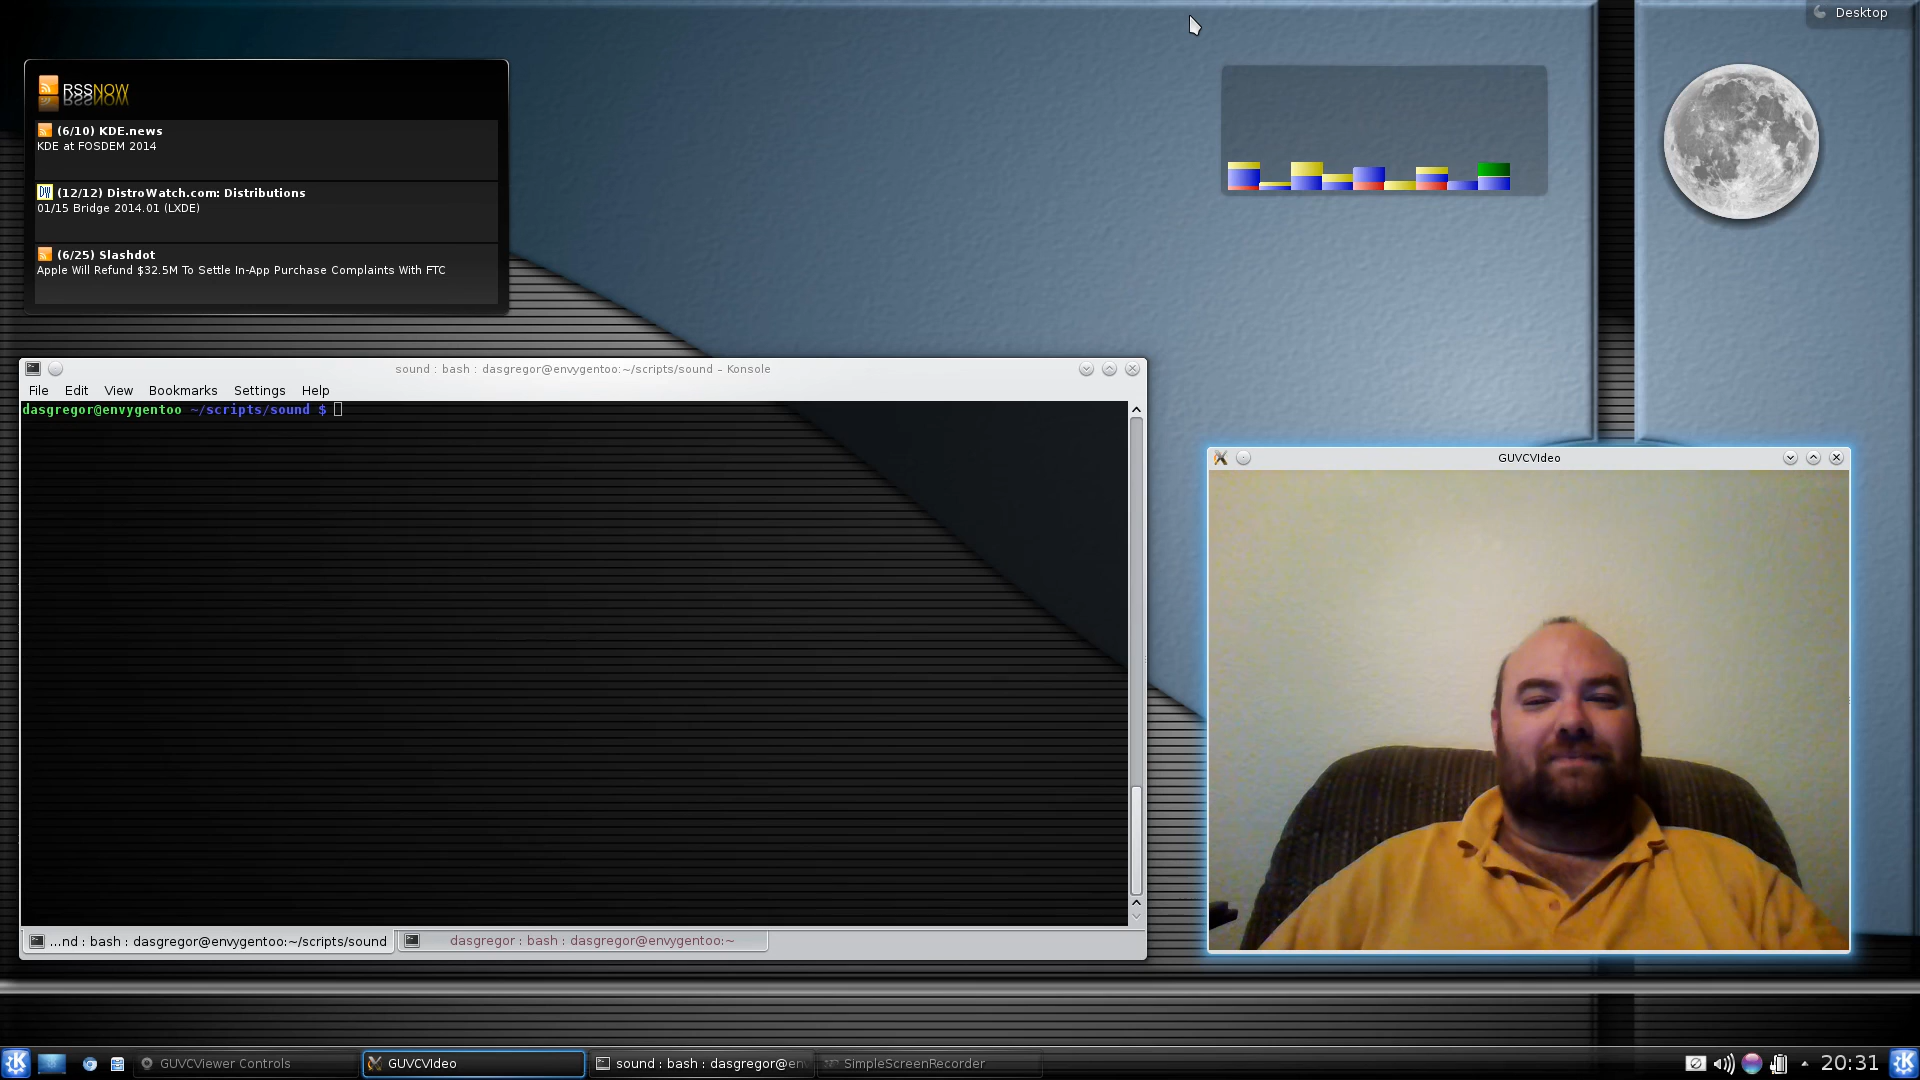 Desktop
RSSNOW
(6/10) KDE.news
KDE at FOSDEM 2014
DW (12/12) DistroWatch.com: Distributions
01/15 Bridge 2014.01 (LXDE)
(6/25) Slashdot
Apple Will Refund $32.5M To Settle In-App Purchase Complaints With FTC
sound : bash : dasgregor@envygentoo:~/scripts/sound – Konsole
File Edit View Bookmarks Settings Help
dasgregor@envygentoo ~/scripts/sound $
GUVCVIdeo
...nd : bash : dasgregor@envygentoo:~/scripts/sound
dasgregor : bash : dasgregor@envygentoo:~
GUVCViewer Controls
GUVCVIdeo
sound : bash : dasgregor@env
SimpleScreenRecorder
20:31